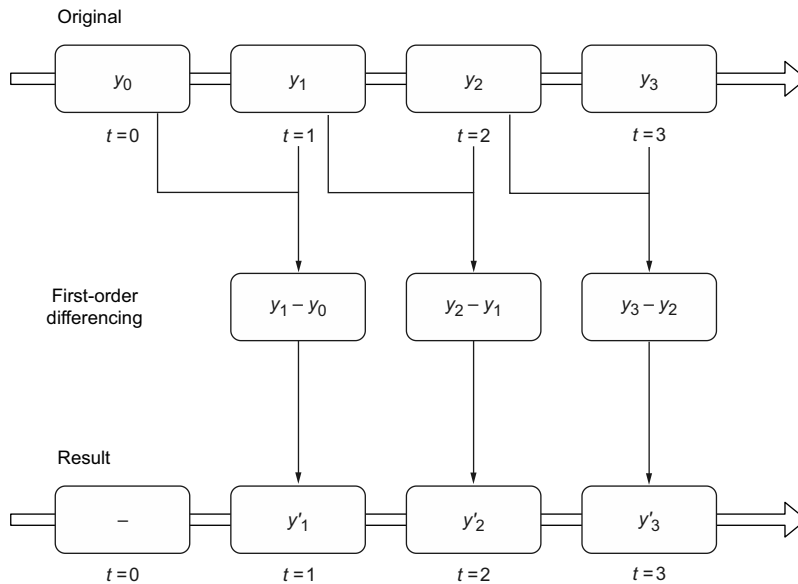 Original
y₀ y₁ y₂ y₃
t=0 t=1 t=2 t=3
First-order
differencing
y₁ – y₀ y₂ – y₁ y₃ – y₂
Result
– y'₁ y'₂ y'₃
t=0 t=1 t=2 t=3